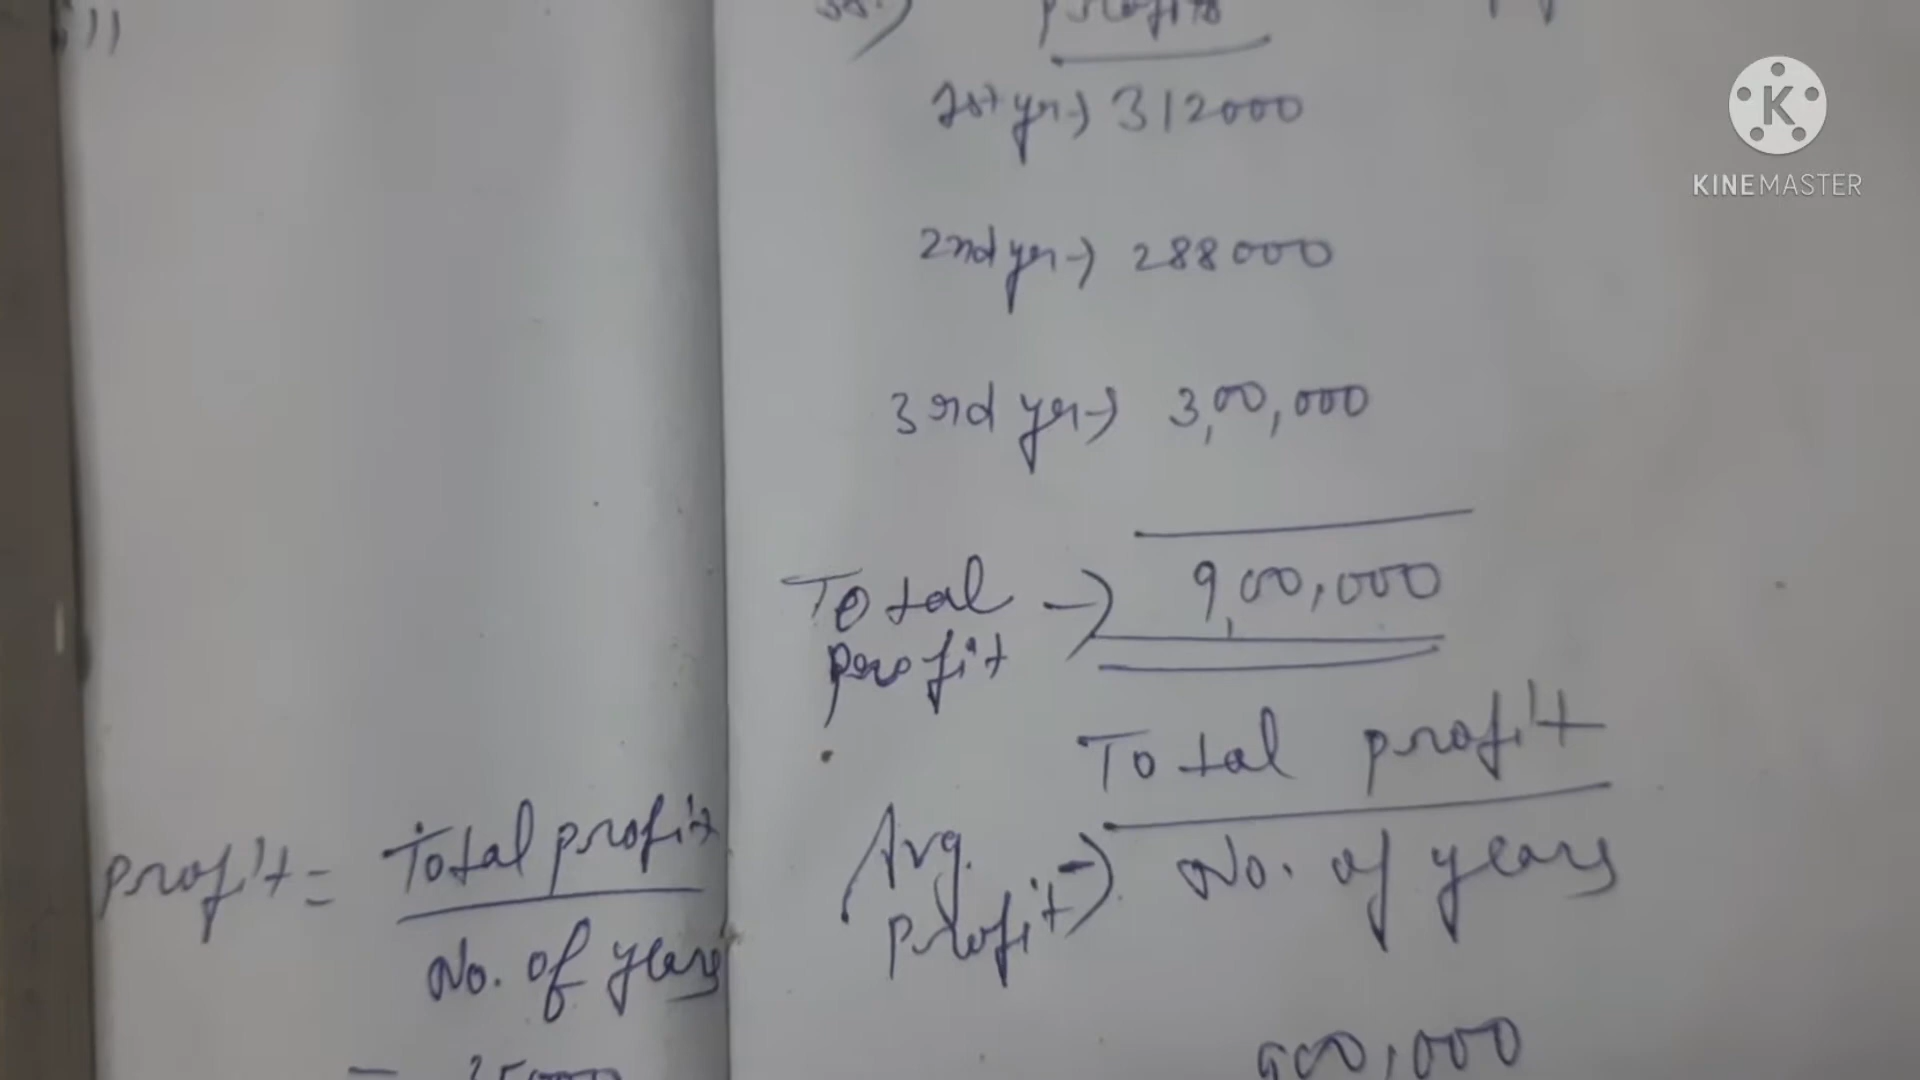 profits
1st yr→ 312000
2nd yr→ 288000
3rd yr→ 3,00,000
Total → 9,00,000
profit
Total profit
Avg. → No. of years
profit
900,000
profit = Total profit
No. of years
=
KINEMASTER